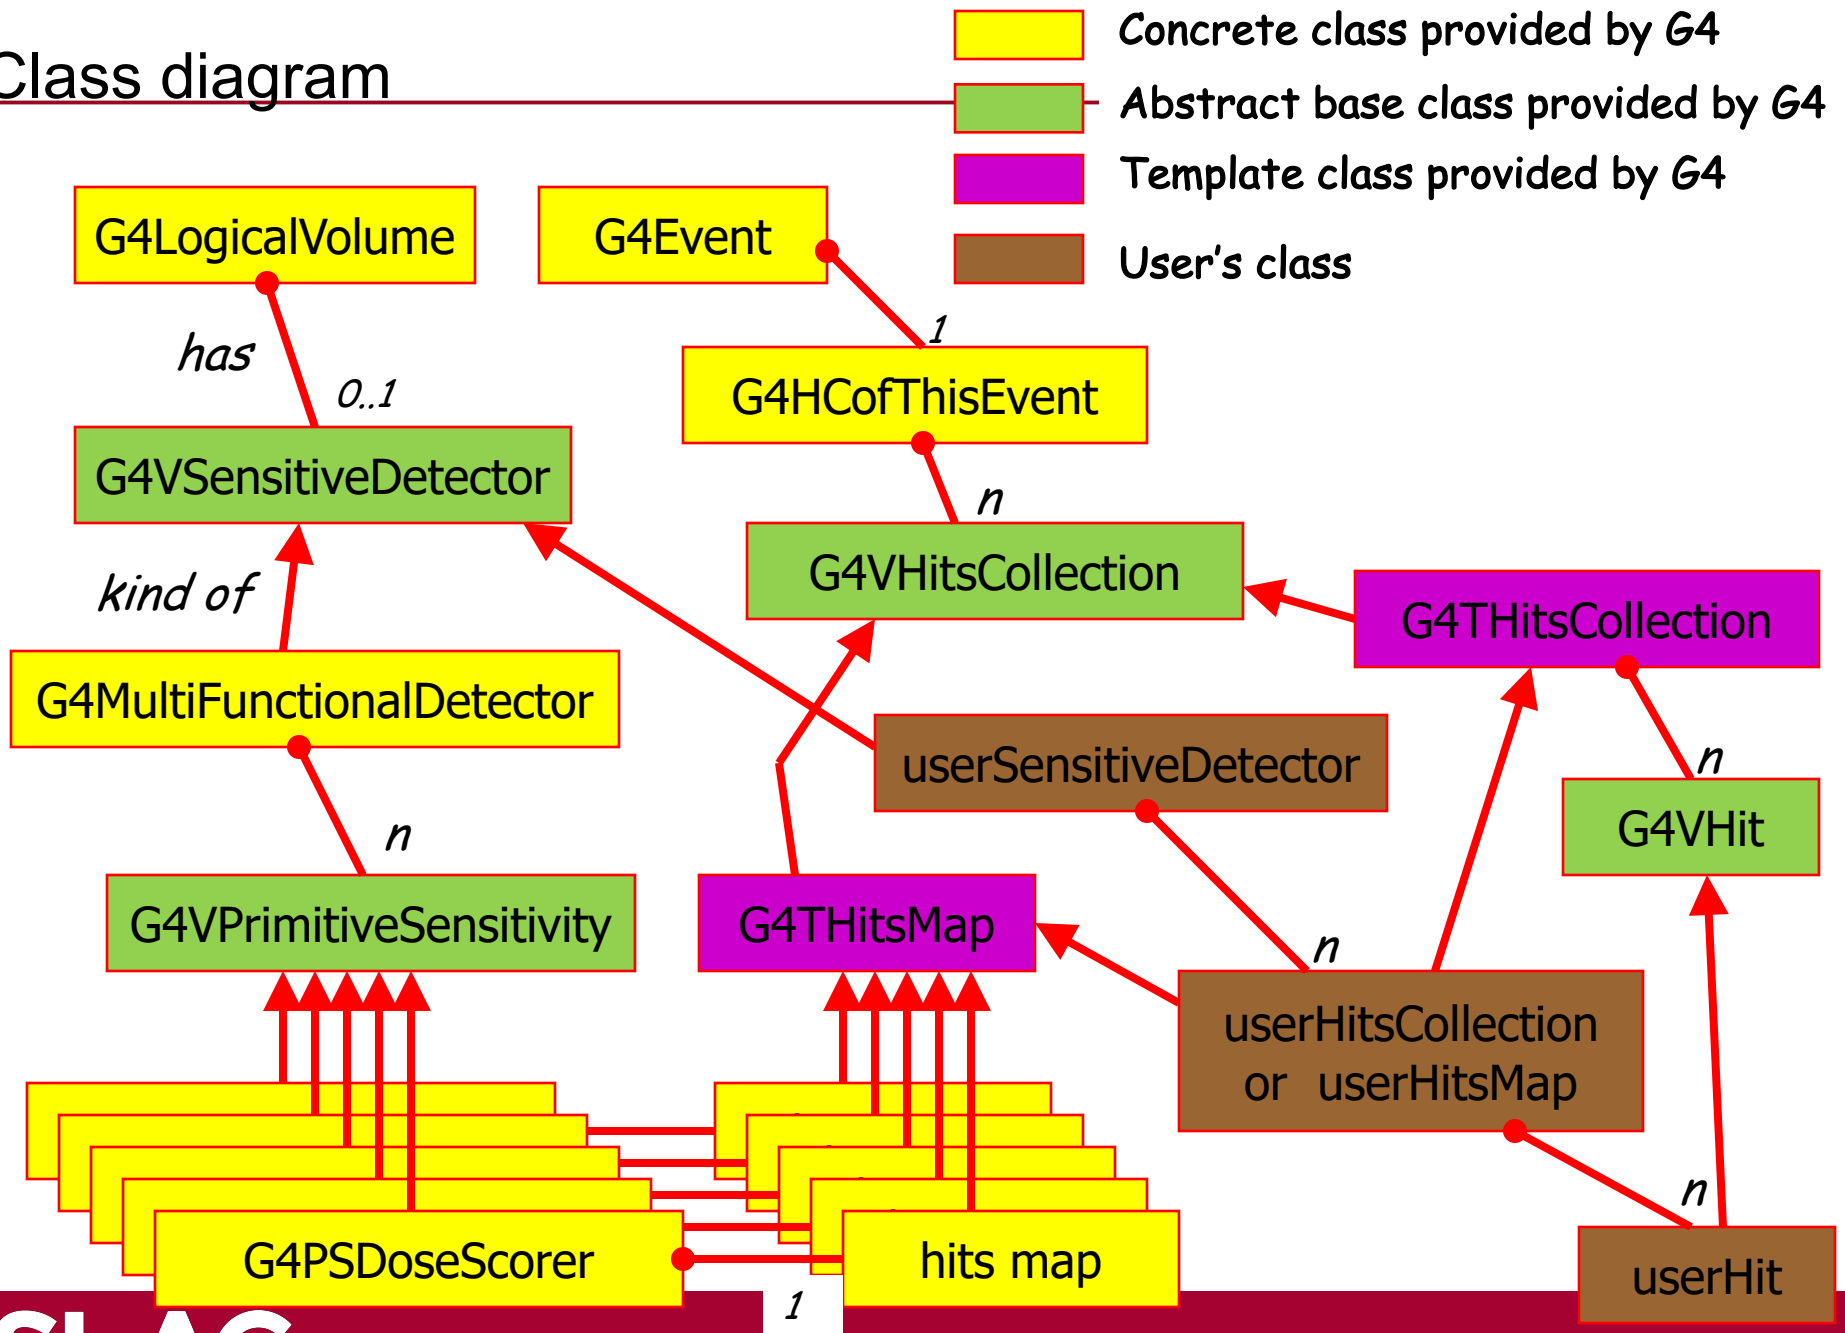 Class diagram
Concrete class provided by G4
Abstract base class provided by G4
Template class provided by G4
User's class
G4LogicalVolume
G4Event
has
0..1
1
G4HCofThisEvent
G4VSensitiveDetector
n
G4VHitsCollection
kind of
G4THitsCollection
G4MultiFunctionalDetector
userSensitiveDetector
n
G4VHit
n
G4VPrimitiveSensitivity
G4THitsMap
n
userHitsCollection
or userHitsMap
n
G4PSDoseScorer
hits map
userHit
1
SLAC